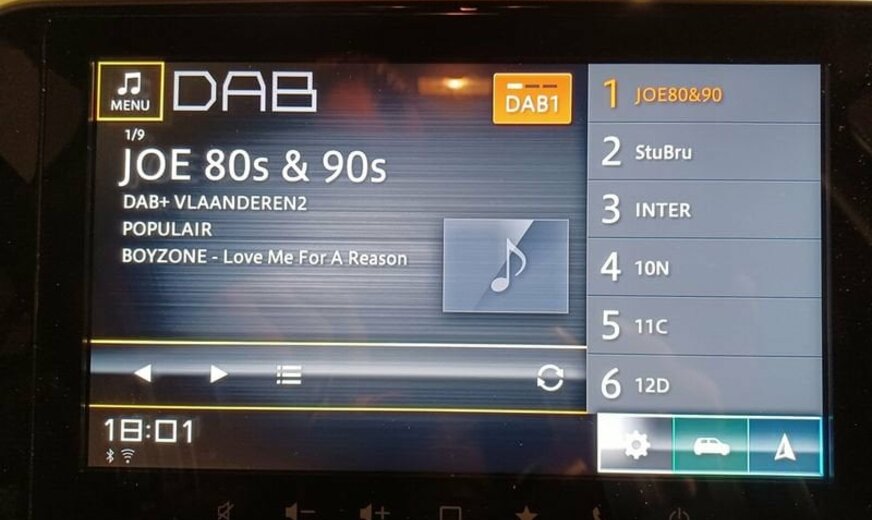 MENU
DAB
DAB1
1/9
JOE 80s & 90s
DAB+ VLAANDEREN2
POPULAIR
BOYZONE - Love Me For A Reason
1 JOE80&90
2 StuBru
3 INTER
4 10N
5 11C
6 12D
18:01